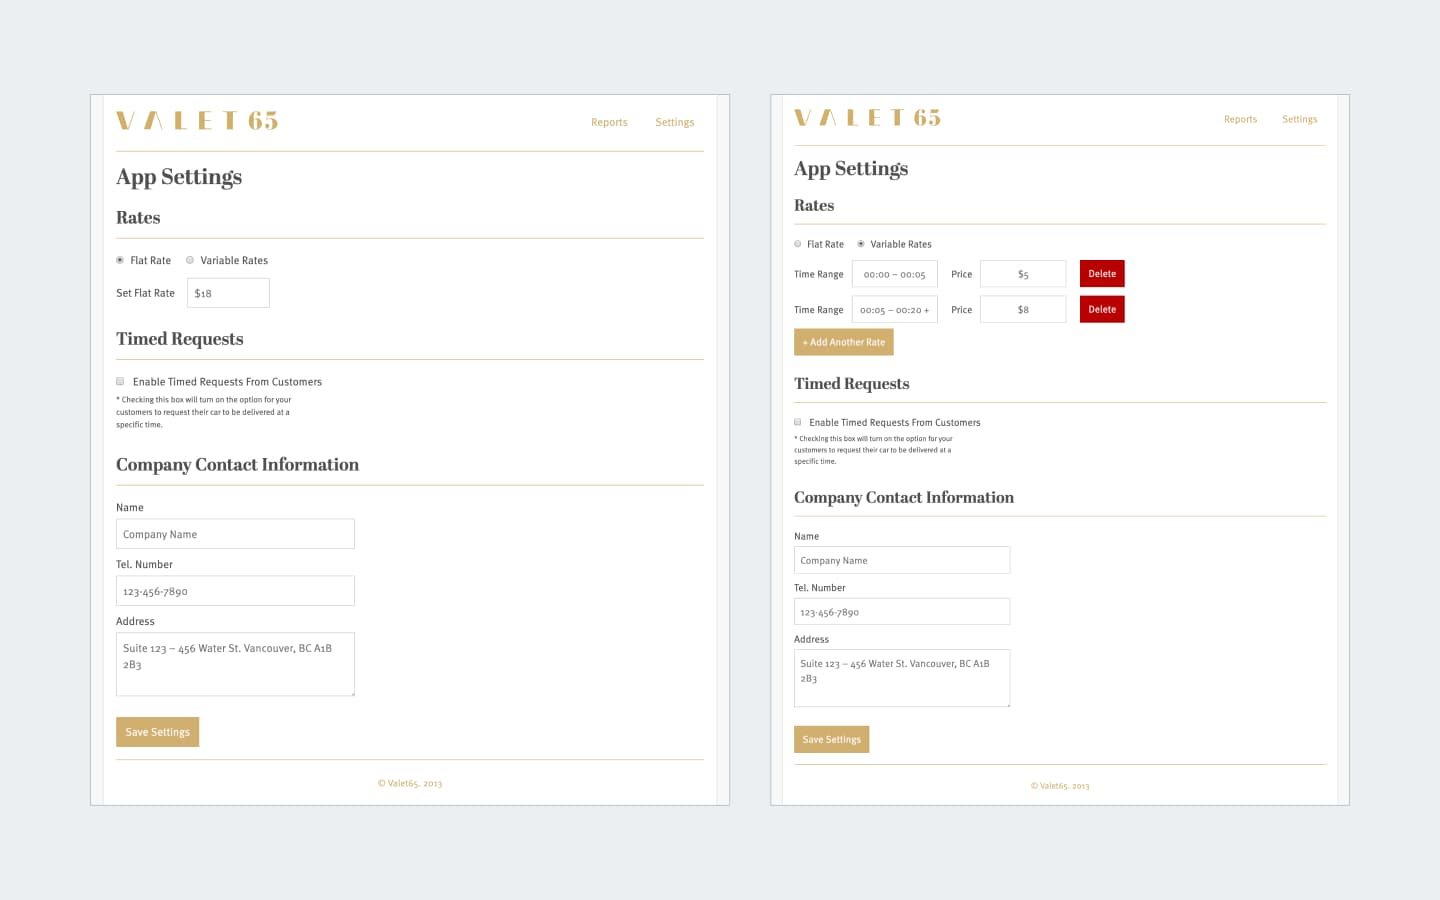 VALET 65
Reports Settings
App Settings
Rates
Flat Rate Variable Rates
Set Flat Rate $18
Timed Requests
Enable Timed Requests From Customers
* Checking this box will turn on the option for your
customers to request their car to be delivered at a
specific time.
Company Contact Information
Name
Company Name
Tel. Number
123-456-7890
Address
Suite 123 – 456 Water St. Vancouver, BC A1B
2B3
Save Settings
© Valet65. 2013
VALET 65
Reports Settings
App Settings
Rates
Flat Rate Variable Rates
Time Range 00:00 – 00:05 Price $5 Delete
Time Range 00:05 – 00:20 + Price $8 Delete
+ Add Another Rate
Timed Requests
Enable Timed Requests From Customers
* Checking this box will turn on the option for your
customers to request their car to be delivered at a
specific time.
Company Contact Information
Name
Company Name
Tel. Number
123-456-7890
Address
Suite 123 – 456 Water St. Vancouver, BC A1B
2B3
Save Settings
© Valet65. 2013